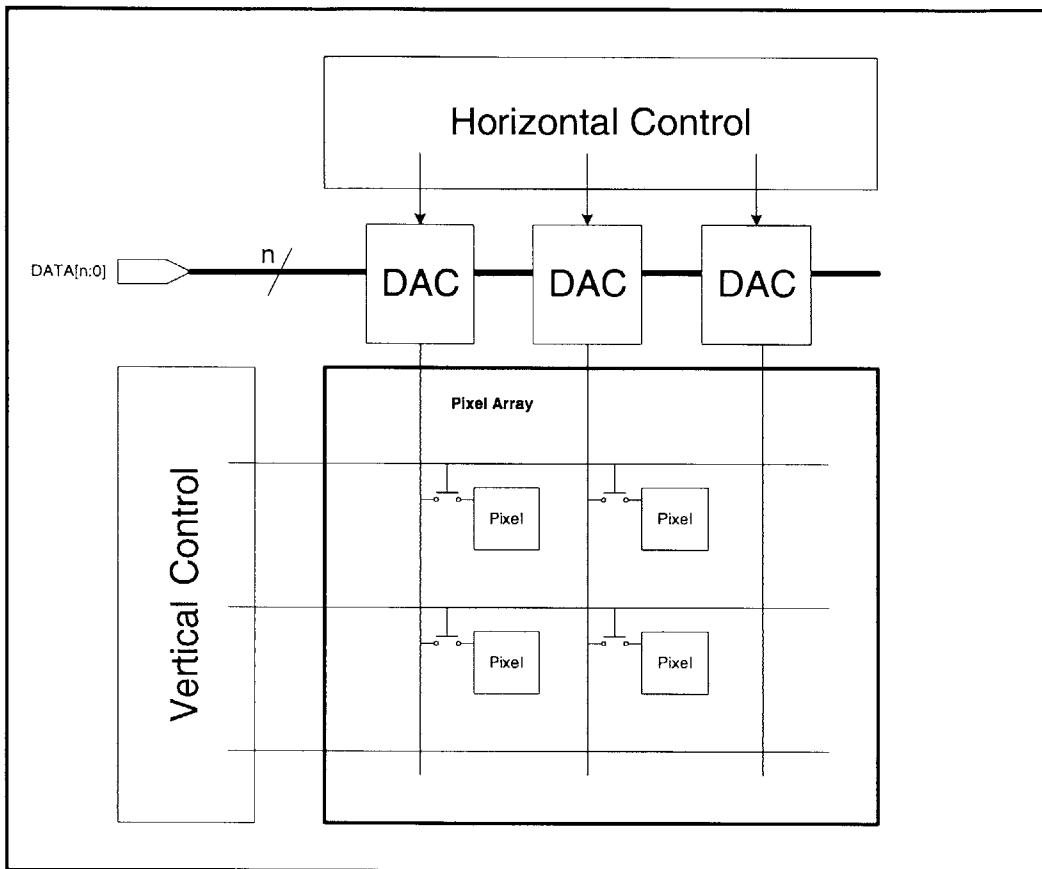 Horizontal Control
n
DATA[n:0]
DAC DAC DAC
Pixel Array
Vertical Control
Pixel Pixel
Pixel Pixel